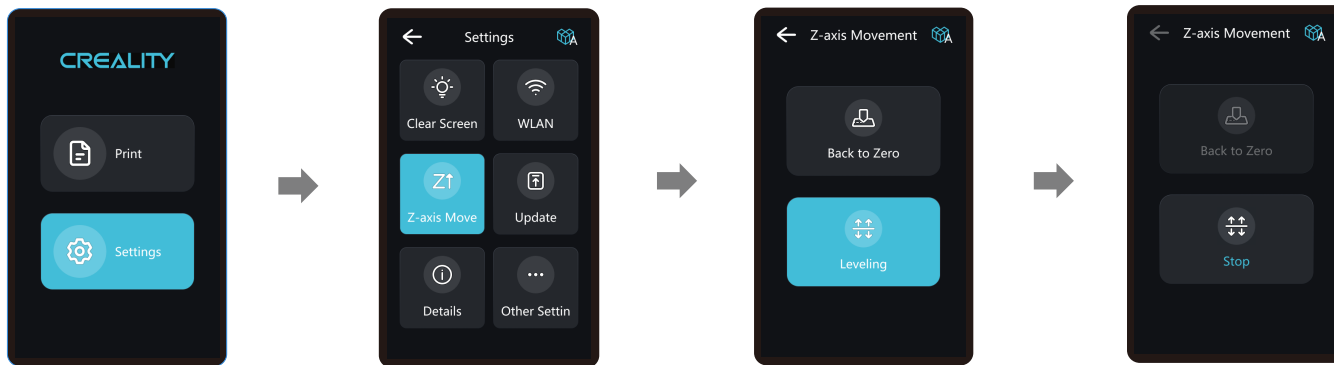 CREALITY
Print
Settings
Settings
A
Clear Screen
WLAN
Z
Z-axis Move
Update
Details
Other Settin
Z-axis Movement
A
Back to Zero
Leveling
Z-axis Movement
A
Back to Zero
Stop